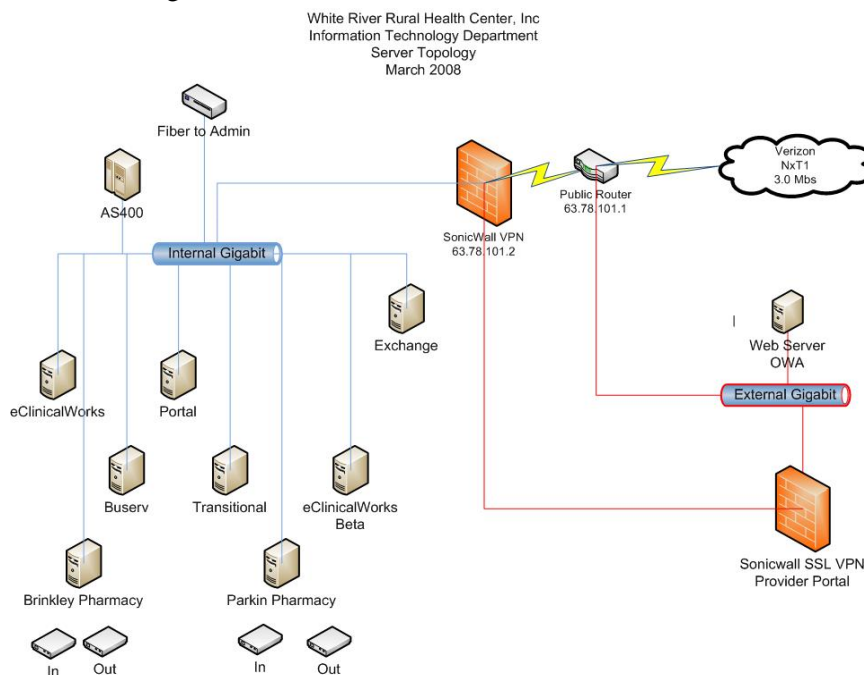 White River Rural Health Center, Inc
Information Technology Department
Server Topology
March 2008
Fiber to Admin
AS400
Verizon
NxT1
3.0 Mbs
Public Router
63.78.101.1
SonicWall VPN
63.78.101.2
Internal Gigabit
Exchange
Web Server
OWA
eClinicalWorks
Portal
External Gigabit
Buserv
Transitional
eClinicalWorks
Beta
Sonicwall SSL VPN
Provider Portal
Brinkley Pharmacy
Parkin Pharmacy
In
Out
In
Out